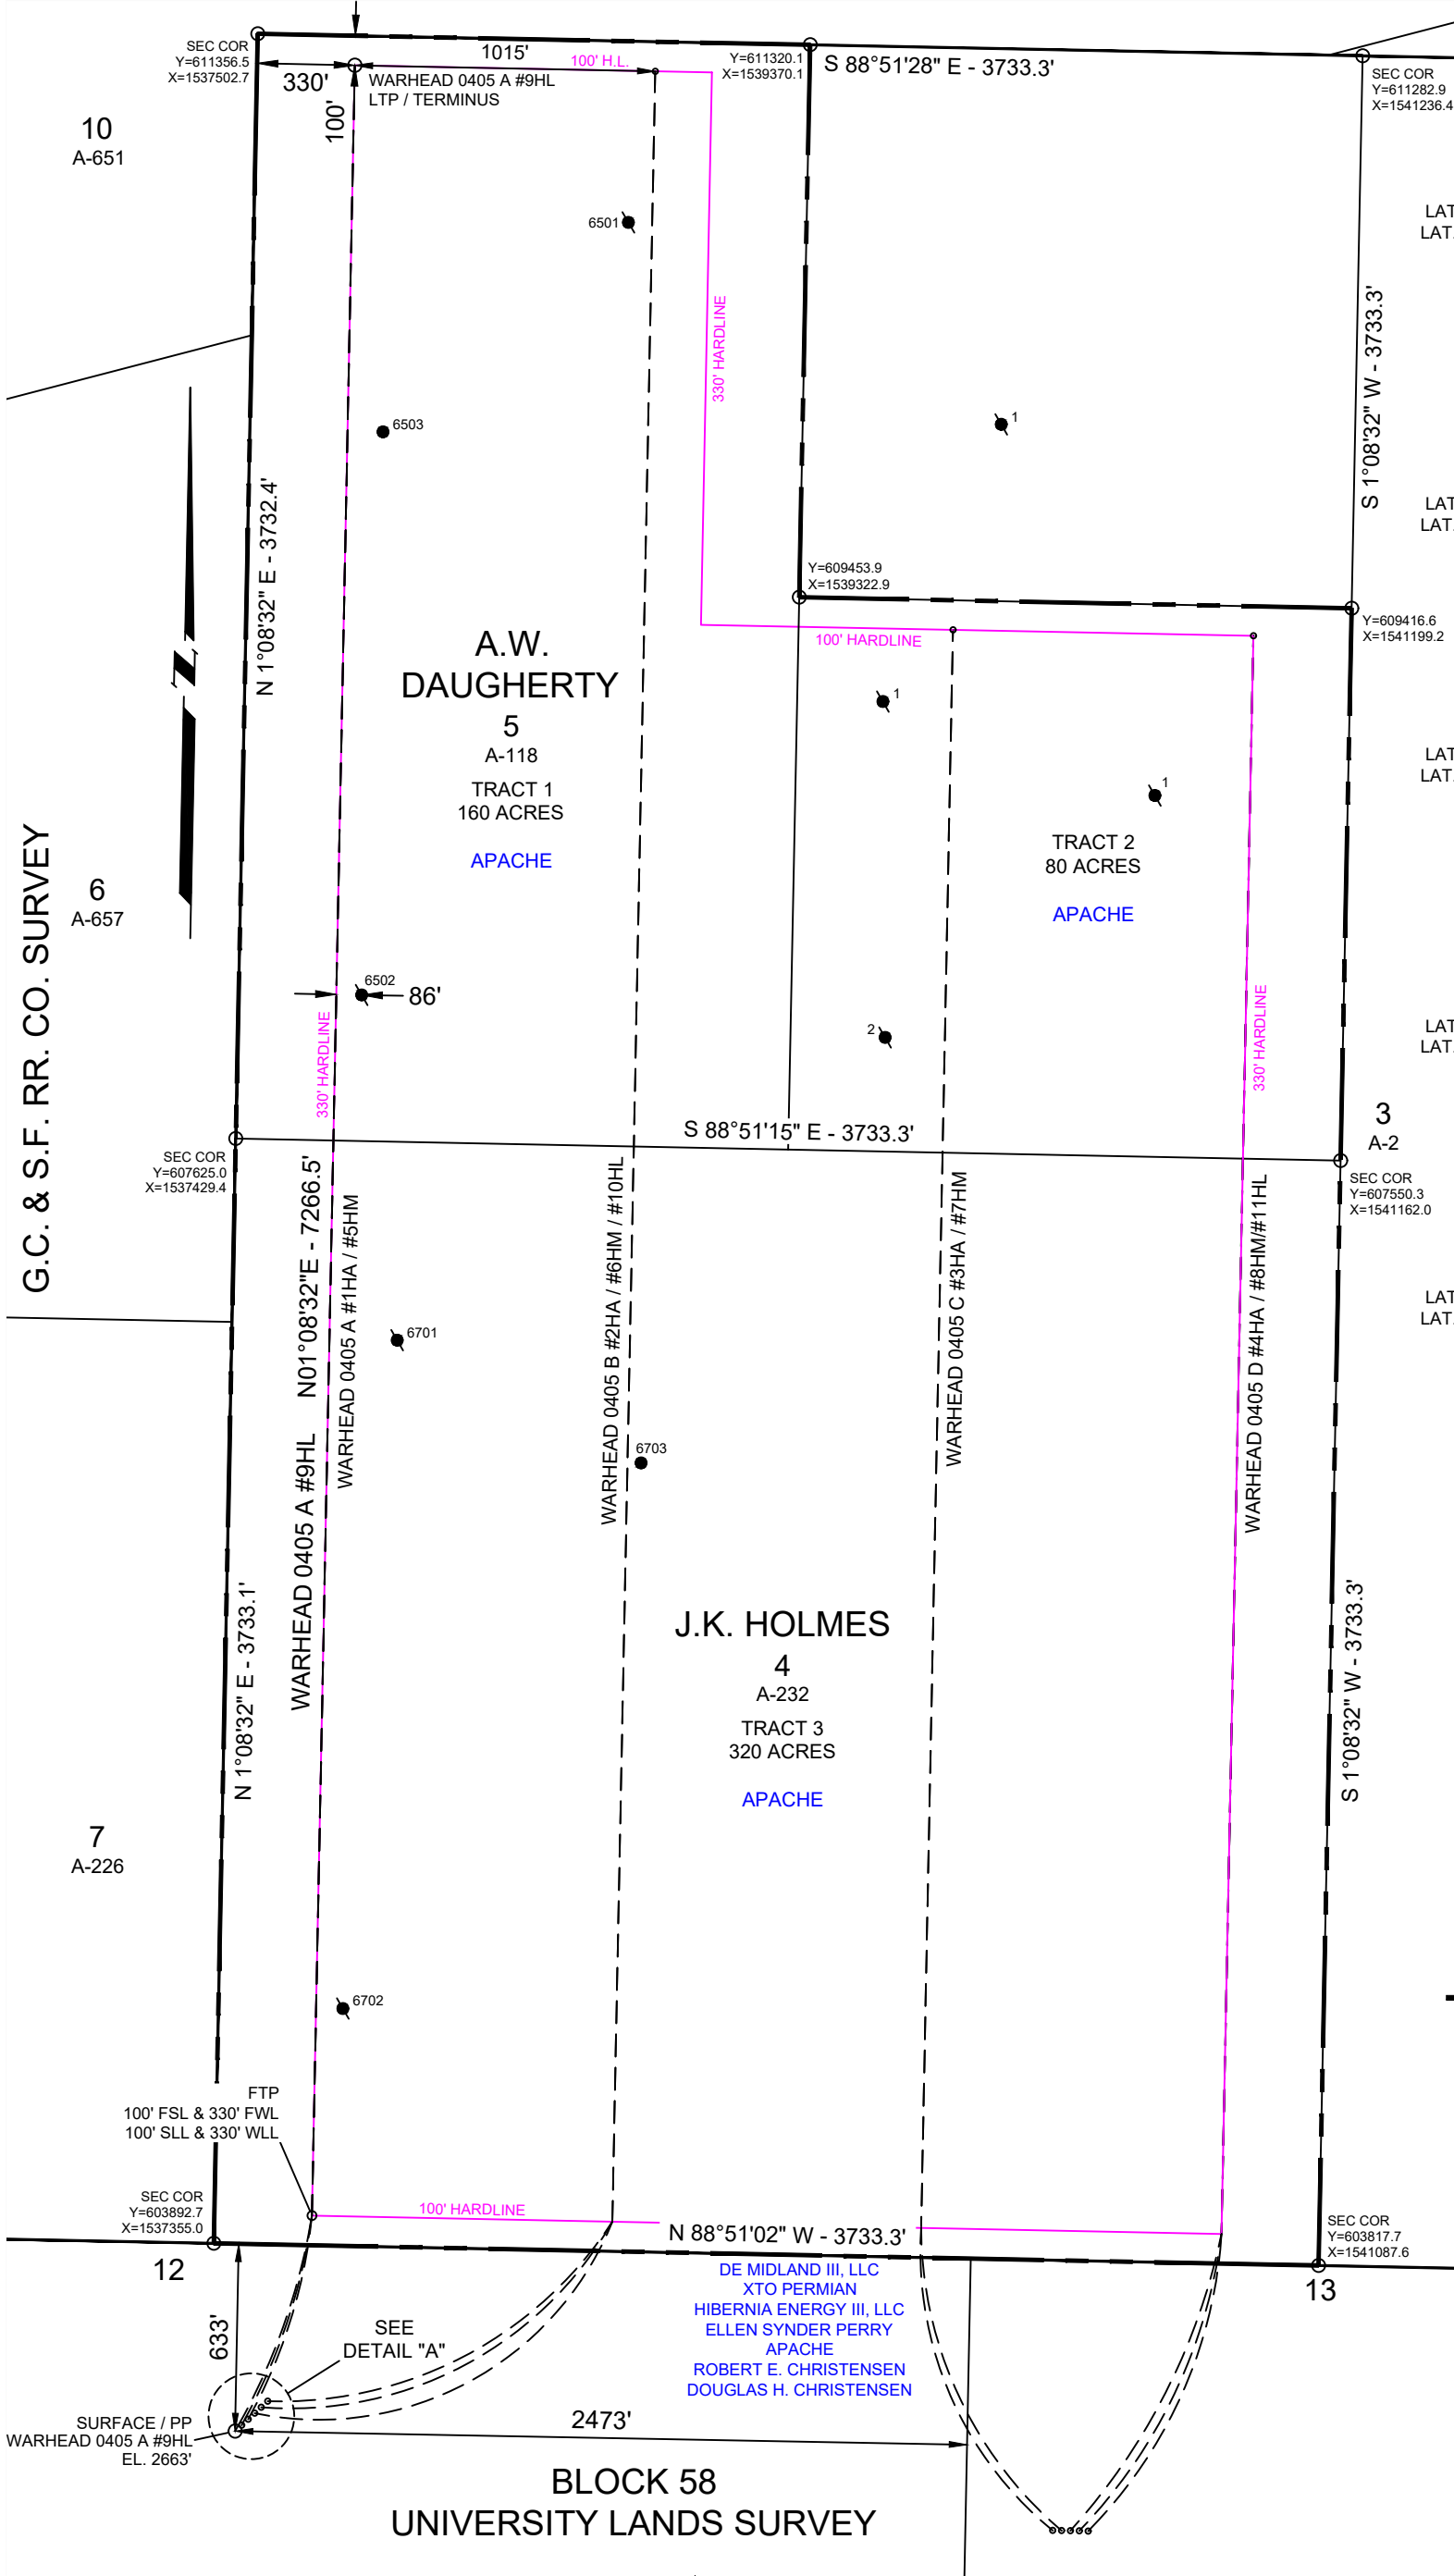 SEC COR
Y=611356.5
X=1537502.7
1015'
100' H.L.
330'
WARHEAD 0405 A #9HL
LTP / TERMINUS
100'
Y=611320.1
X=1539370.1
S 88°51'28" E - 3733.3'
SEC COR
Y=611282.9
X=1541236.4
10
A-651
6501
LAT
LAT.
330' HARDLINE
S 1°08'32" W - 3733.3'
6503
1
N 1°08'32" E - 3732.4'
LAT
LAT.
Y=609453.9
X=1539322.9
Y=609416.6
X=1541199.2
100' HARDLINE
N
A.W.
DAUGHERTY
5
A-118
TRACT 1
160 ACRES
APACHE
1
1
LAT
LAT.
TRACT 2
80 ACRES
APACHE
G.C. & S.F. RR. CO. SURVEY
6
A-657
6502
86'
2
330' HARDLINE
330' HARDLINE
LAT
LAT.
3
A-2
S 88°51'15" E - 3733.3'
SEC COR
Y=607625.0
X=1537429.4
SEC COR
Y=607550.3
X=1541162.0
WARHEAD 0405 A #9HL N01°08'32"E - 7266.5'
WARHEAD 0405 A #1HA / #5HM
WARHEAD 0405 B #2HA / #6HM / #10HL
WARHEAD 0405 C #3HA / #7HM
WARHEAD 0405 D #4HA / #8HM/#11HL
LAT
LAT.
6701
6703
N 1°08'32" E - 3733.1'
J.K. HOLMES
4
A-232
TRACT 3
320 ACRES
APACHE
S 1°08'32" W - 3733.3'
7
A-226
6702
FTP
100' FSL & 330' FWL
100' SLL & 330' WLL
SEC COR
Y=603892.7
X=1537355.0
100' HARDLINE
N 88°51'02" W - 3733.3'
SEC COR
Y=603817.7
X=1541087.6
12
13
DE MIDLAND III, LLC
XTO PERMIAN
HIBERNIA ENERGY III, LLC
ELLEN SYNDER PERRY
APACHE
ROBERT E. CHRISTENSEN
DOUGLAS H. CHRISTENSEN
633'
SEE
DETAIL "A"
SURFACE / PP
WARHEAD 0405 A #9HL
EL. 2663'
2473'
BLOCK 58
UNIVERSITY LANDS SURVEY